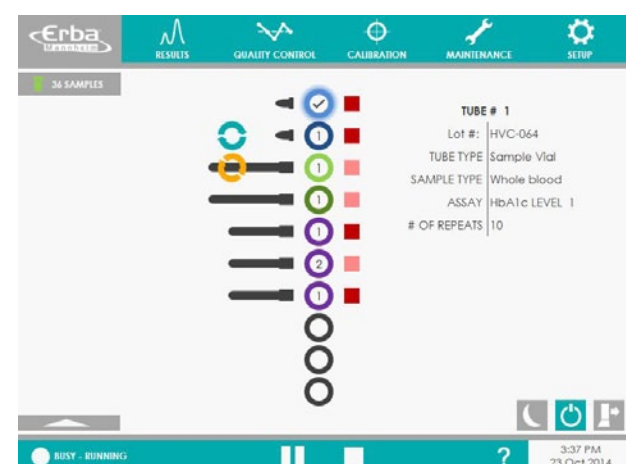 Erba
Mannheim
RESULTS
QUALITY CONTROL
CALIBRATION
MAINTENANCE
SETUP
36 SAMPLES
TUBE # 1
Lot #: HVC-064
TUBE TYPE Sample Vial
SAMPLE TYPE Whole blood
ASSAY HbA1c LEVEL 1
# OF REPEATS 10
1
1
1
1
2
1
BUSY - RUNNING
?
3:37 PM
23 Oct 2014